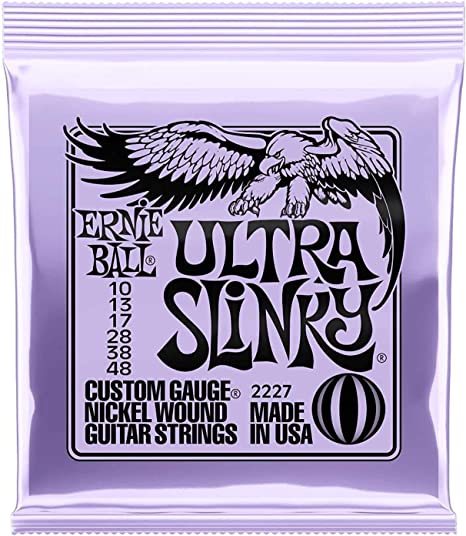 ERNIE
BALL®
ULTRA
SLINKY®
10
13
17
28
38
48
CUSTOM GAUGE® 2227
NICKEL WOUND MADE
GUITAR STRINGS IN USA